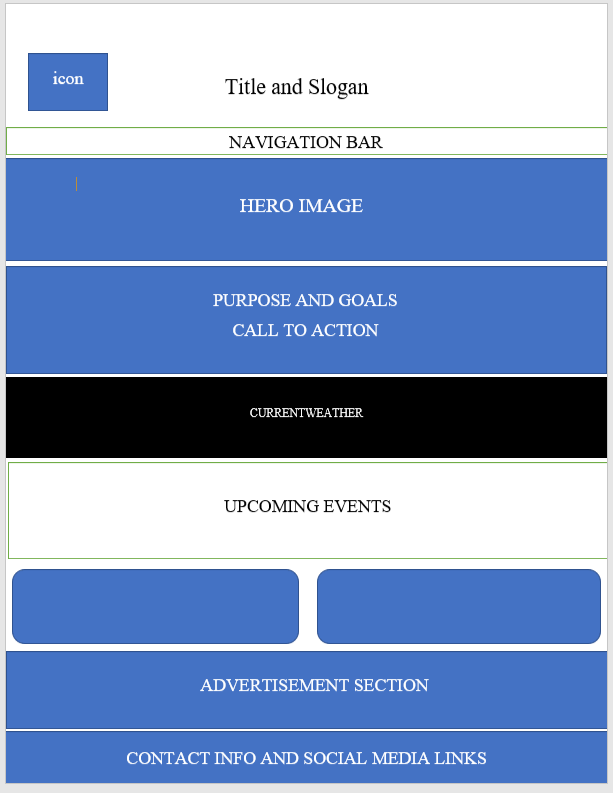 icon
Title and Slogan
NAVIGATION BAR
HERO IMAGE
PURPOSE AND GOALS
CALL TO ACTION
CURRENTWEATHER
UPCOMING EVENTS
ADVERTISEMENT SECTION
CONTACT INFO AND SOCIAL MEDIA LINKS